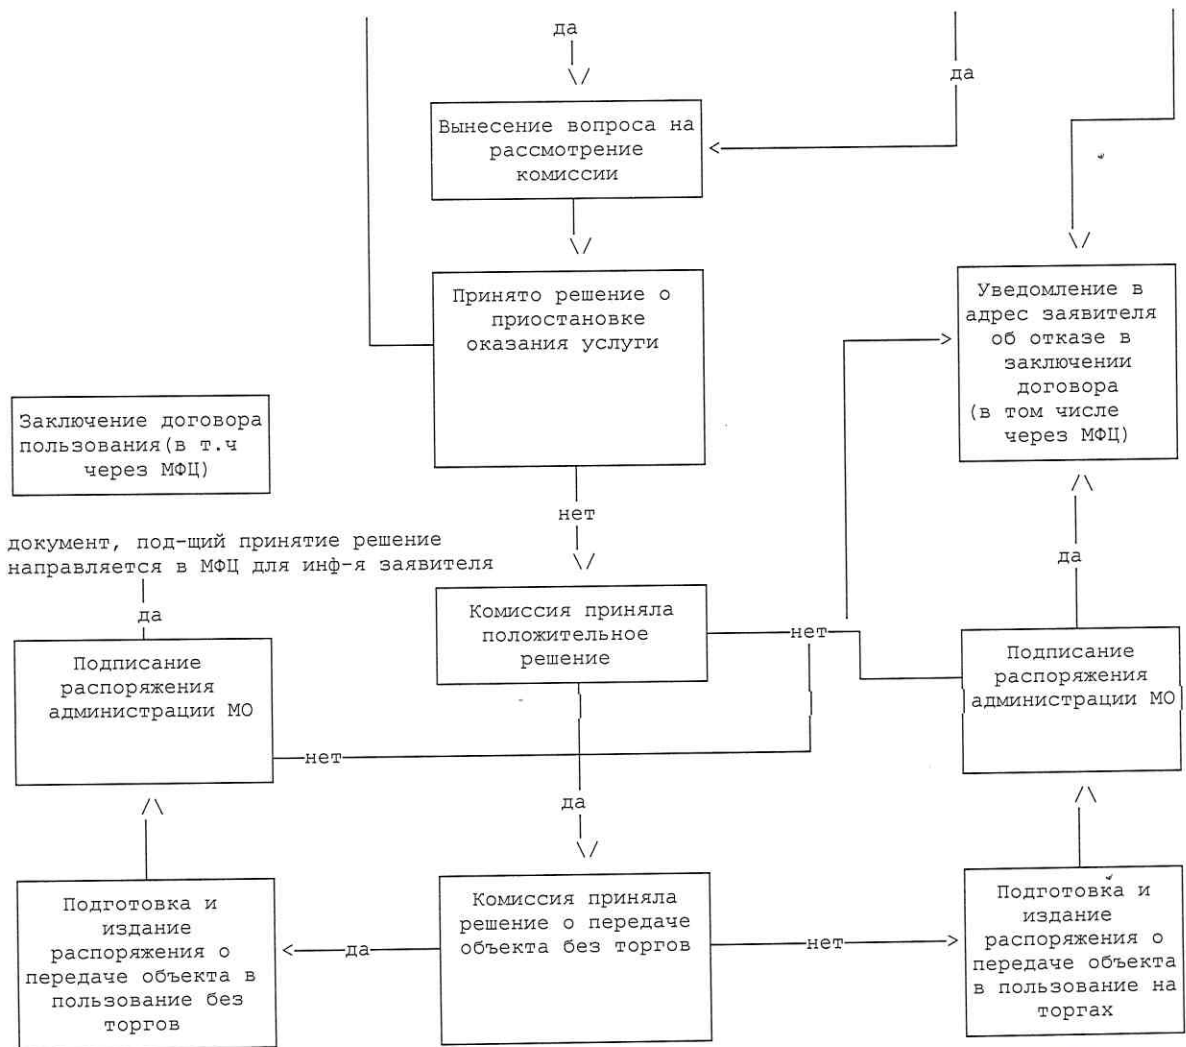 да
да
Вынесение вопроса на
рассмотрение
комиссии
Принято решение о
приостановке
оказания услуги
Уведомление в
адрес заявителя
об отказе в
заключении
договора
(в том числе
через МФЦ)
Заключение договора
пользования(в т.ч
через МФЦ)
нет
документ, под-щий принятие решение
направляется в МФЦ для инф-я заявителя
да
да
Комиссия приняла
положительное
решение
нет
Подписание
распоряжения
администрации МО
Подписание
распоряжения
администрации МО
нет
да
Подготовка и
издание
распоряжения о
передаче объекта в
пользование без
торгов
да
Комиссия приняла
решение о передаче
объекта без торгов
нет
Подготовка и
издание
распоряжения о
передаче объекта
в пользование на
торгах